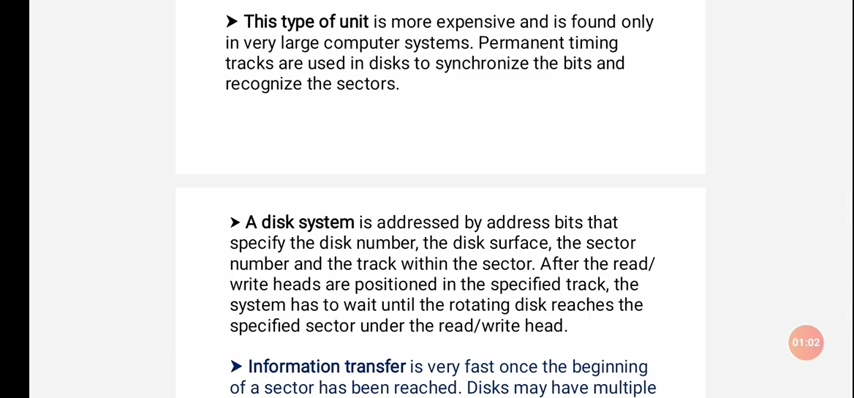 ➤ This type of unit is more expensive and is found only
in very large computer systems. Permanent timing
tracks are used in disks to synchronize the bits and
recognize the sectors.
➤ A disk system is addressed by address bits that
specify the disk number, the disk surface, the sector
number and the track within the sector. After the read/
write heads are positioned in the specified track, the
system has to wait until the rotating disk reaches the
specified sector under the read/write head.
01:02
➤ Information transfer is very fast once the beginning
of a sector has been reached. Disks may have multiple